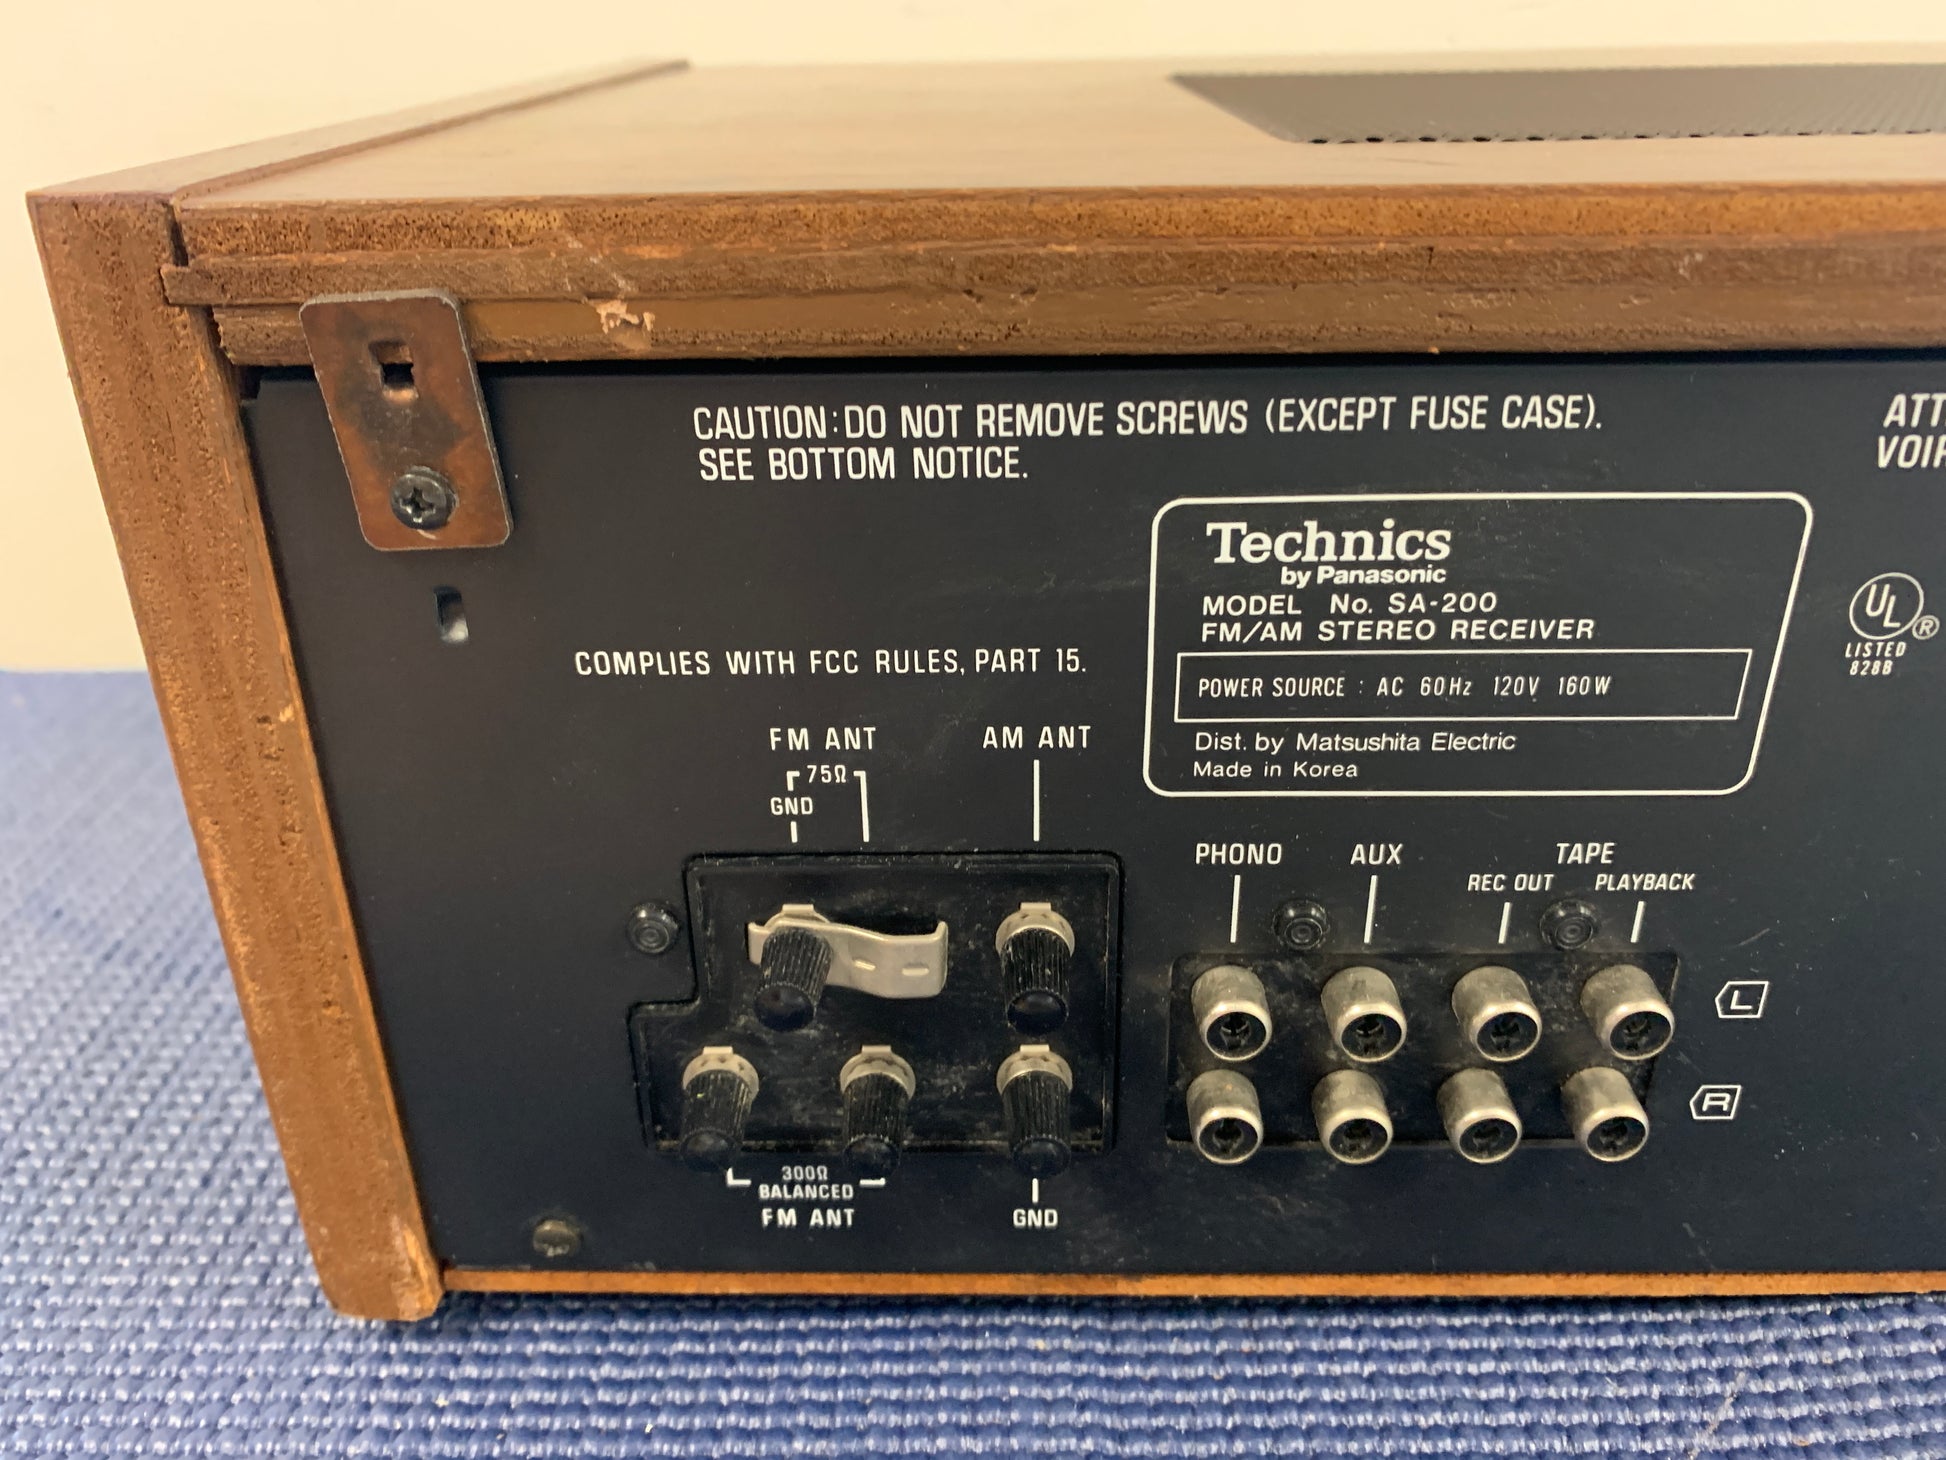 CAUTION: DO NOT REMOVE SCREWS (EXCEPT FUSE CASE).
SEE BOTTOM NOTICE.
ATT
VOIR
Technics
by Panasonic
MODEL No. SA-200
FM/AM STEREO RECEIVER
POWER SOURCE : AC 60Hz 120V 160W
Dist. by Matsushita Electric
Made in Korea
UL
®
LISTED
828B
COMPLIES WITH FCC RULES, PART 15.
FM ANT
75Ω
GND
AM ANT
300Ω
BALANCED
FM ANT
GND
PHONO
AUX
TAPE
REC OUT
PLAYBACK
L
R